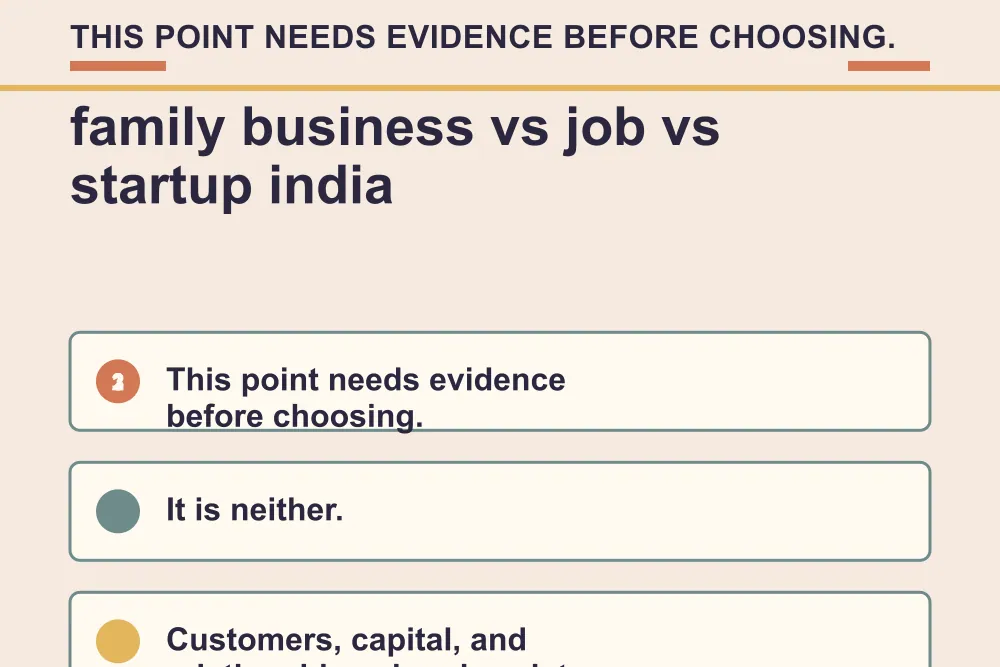 THIS POINT NEEDS EVIDENCE BEFORE CHOOSING.
family business vs job vs
startup india
This point needs evidence
before choosing.
It is neither.
Customers, capital, and